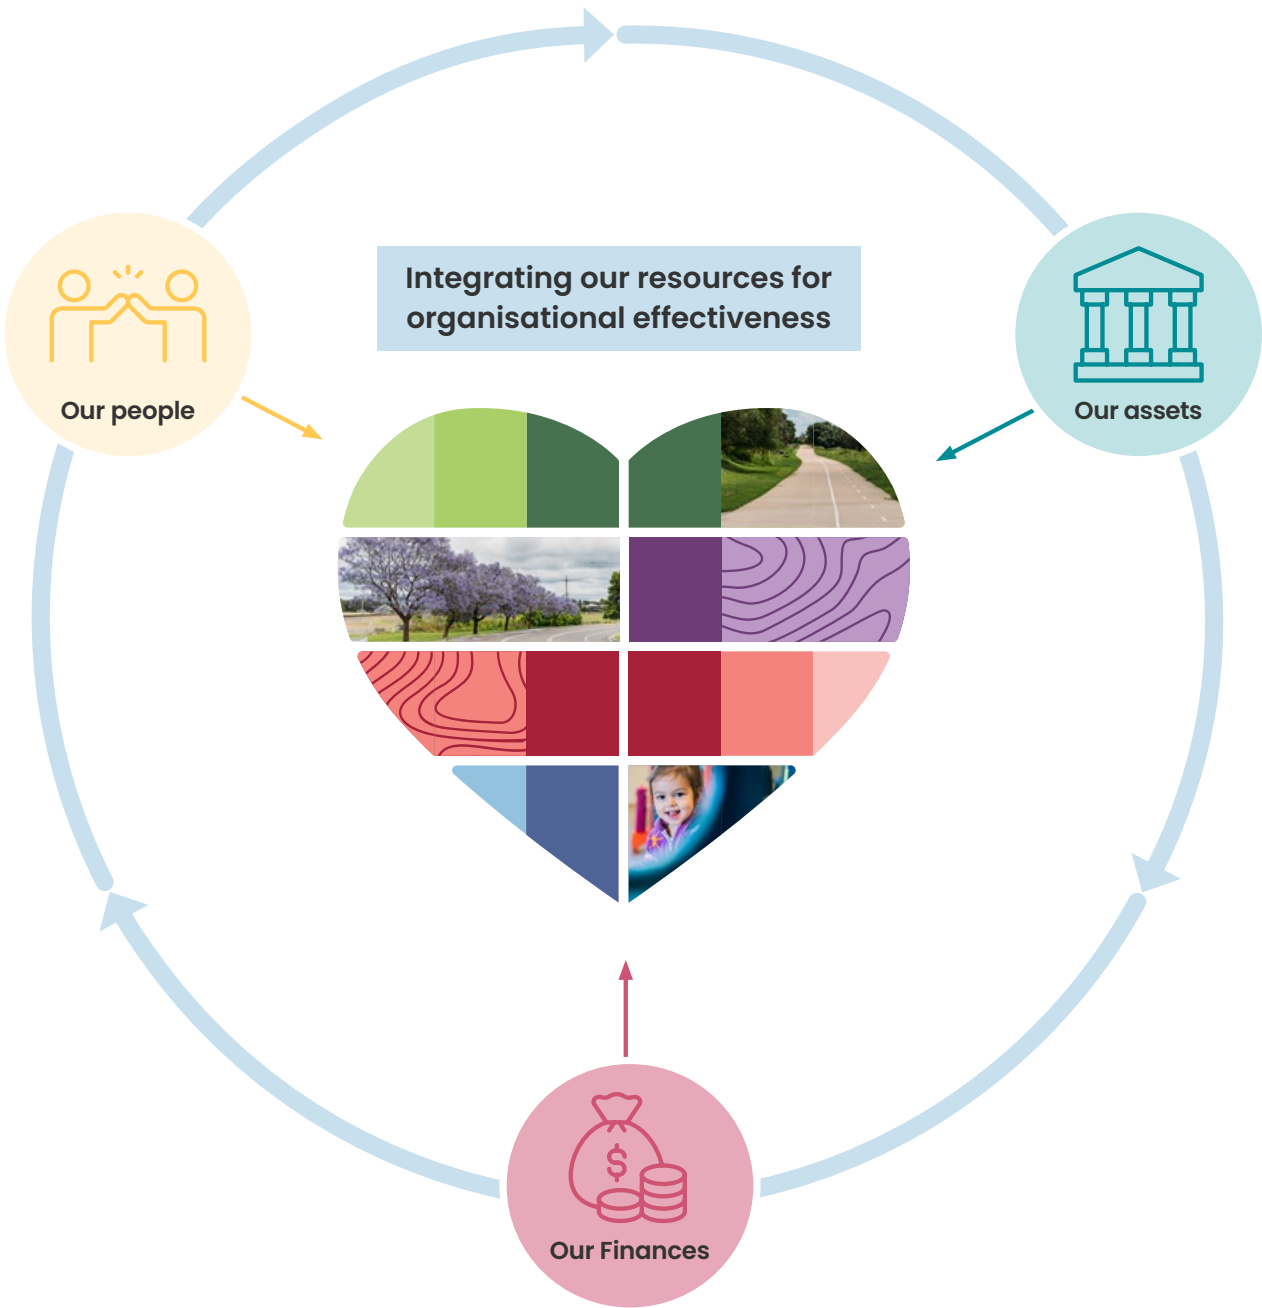 Integrating our resources for
organisational effectiveness
Our people
Our assets
$
Our Finances